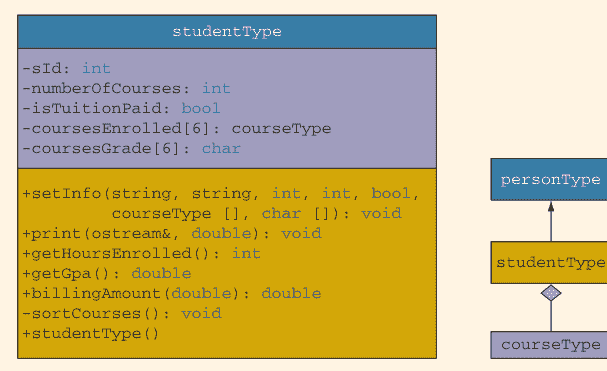 studentType
-sId: int
-numberOfCourses: int
-isTuitionPaid: bool
-coursesEnrolled[6]: courseType
-coursesGrade[6]: char
+setInfo(string, string, int, int, bool,
courseType [], char []): void
+print(ostream&, double): void
+getHoursEnrolled(): int
+getGpa(): double
+billingAmount(double): double
-sortCourses(): void
+studentType()
personType
studentType
courseType